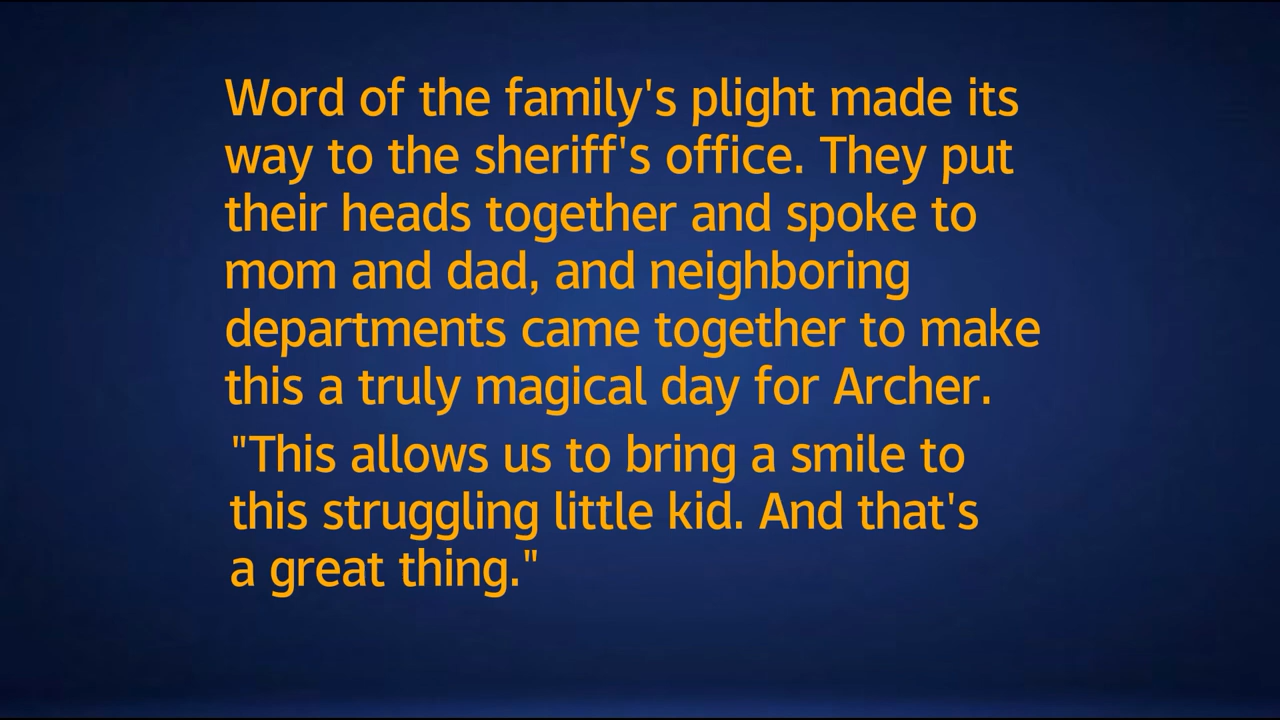 Word of the family's plight made its
way to the sheriff's office. They put
their heads together and spoke to
mom and dad, and neighboring
departments came together to make
this a truly magical day for Archer.
"This allows us to bring a smile to
this struggling little kid. And that's
a great thing."